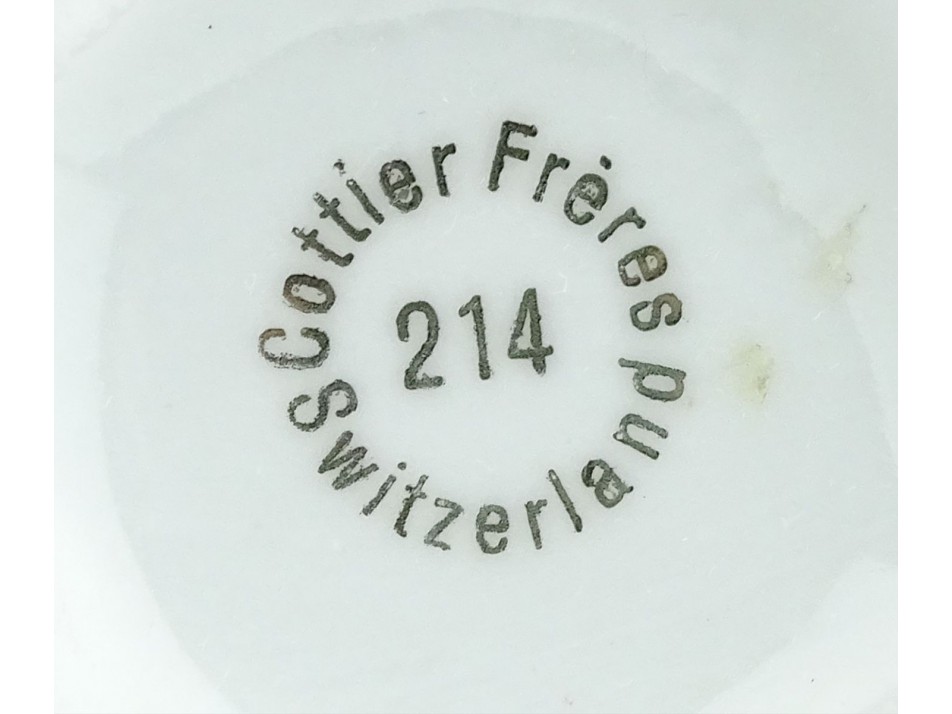 Cottier Frères
214
Switzerland